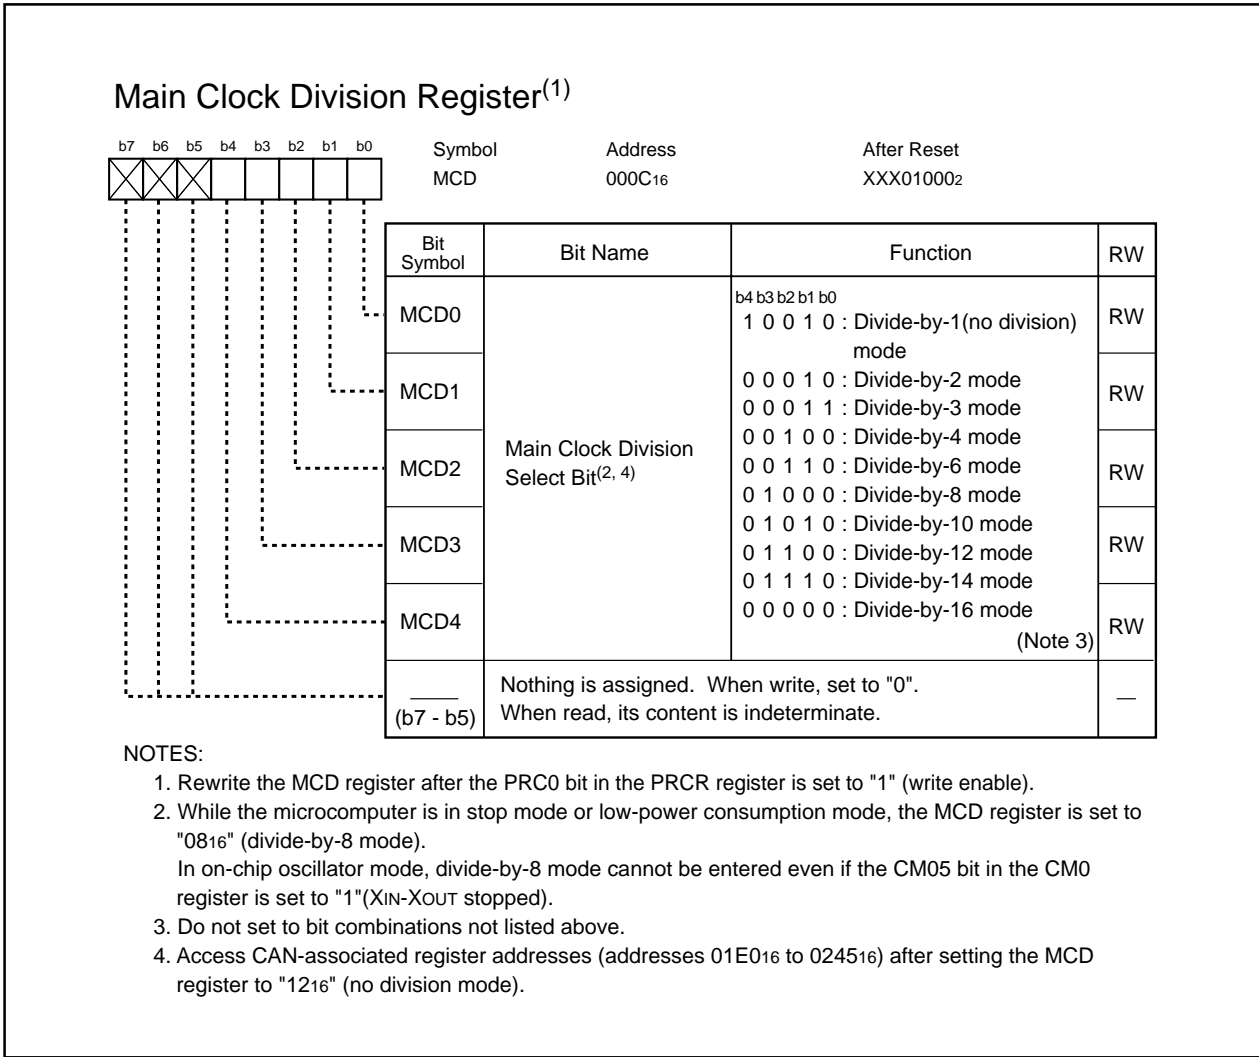 Main Clock Division Register(1)
b7 b6 b5 b4 b3 b2 b1 b0 Symbol Address After Reset
MCD 000C16 XXX010002
Bit Symbol Bit Name Function RW
b4 b3 b2 b1 b0
MCD0 1 0 0 1 0 : Divide-by-1(no division) RW
mode
MCD1 0 0 0 1 0 : Divide-by-2 mode RW
0 0 0 1 1 : Divide-by-3 mode
0 0 1 0 0 : Divide-by-4 mode
Main Clock Division
MCD2 Select Bit(2, 4) 0 0 1 1 0 : Divide-by-6 mode RW
0 1 0 0 0 : Divide-by-8 mode
0 1 0 1 0 : Divide-by-10 mode
MCD3 0 1 1 0 0 : Divide-by-12 mode RW
0 1 1 1 0 : Divide-by-14 mode
MCD4 0 0 0 0 0 : Divide-by-16 mode RW
(Note 3)
Nothing is assigned. When write, set to "0". —
(b7 - b5) When read, its content is indeterminate.
NOTES:
1. Rewrite the MCD register after the PRC0 bit in the PRCR register is set to "1" (write enable).
2. While the microcomputer is in stop mode or low-power consumption mode, the MCD register is set to
"0816" (divide-by-8 mode).
In on-chip oscillator mode, divide-by-8 mode cannot be entered even if the CM05 bit in the CM0
register is set to "1"(XIN-XOUT stopped).
3. Do not set to bit combinations not listed above.
4. Access CAN-associated register addresses (addresses 01E016 to 024516) after setting the MCD
register to "1216" (no division mode).